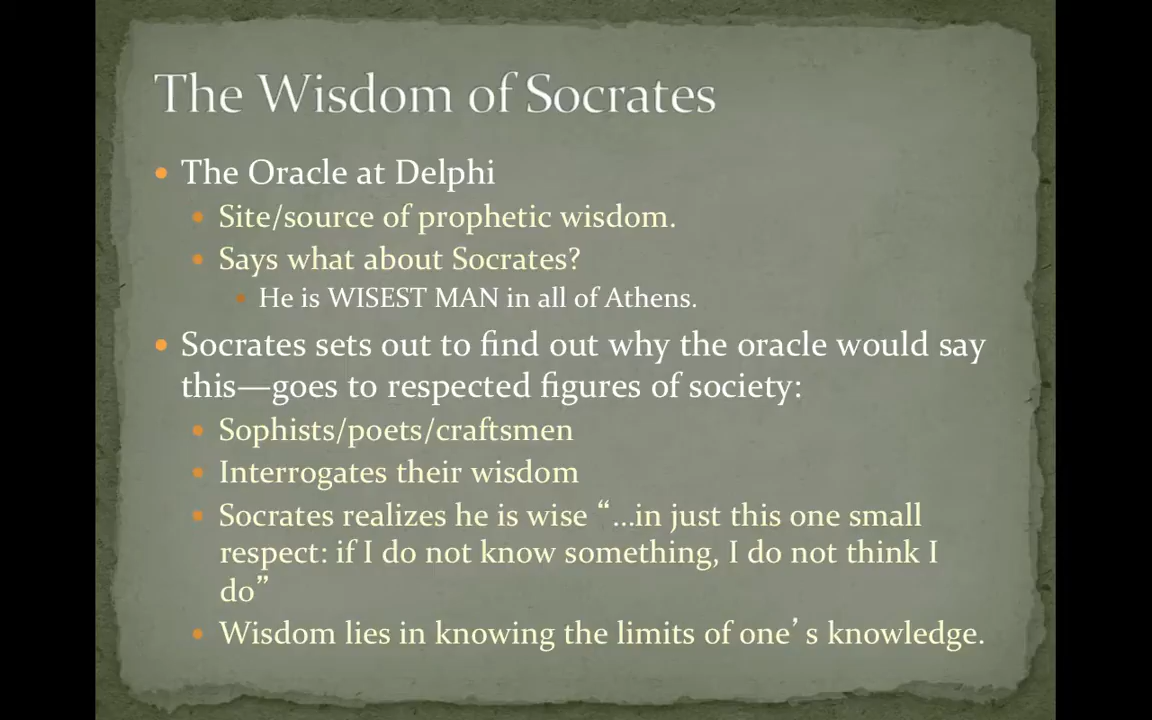 The Wisdom of Socrates
• The Oracle at Delphi
• Site/source of prophetic wisdom.
• Says what about Socrates?
• He is WISEST MAN in all of Athens.
• Socrates sets out to find out why the oracle would say
this—goes to respected figures of society:
• Sophists/poets/craftsmen
• Interrogates their wisdom
• Socrates realizes he is wise “…in just this one small
respect: if I do not know something, I do not think I
do”
• Wisdom lies in knowing the limits of one’ s knowledge.